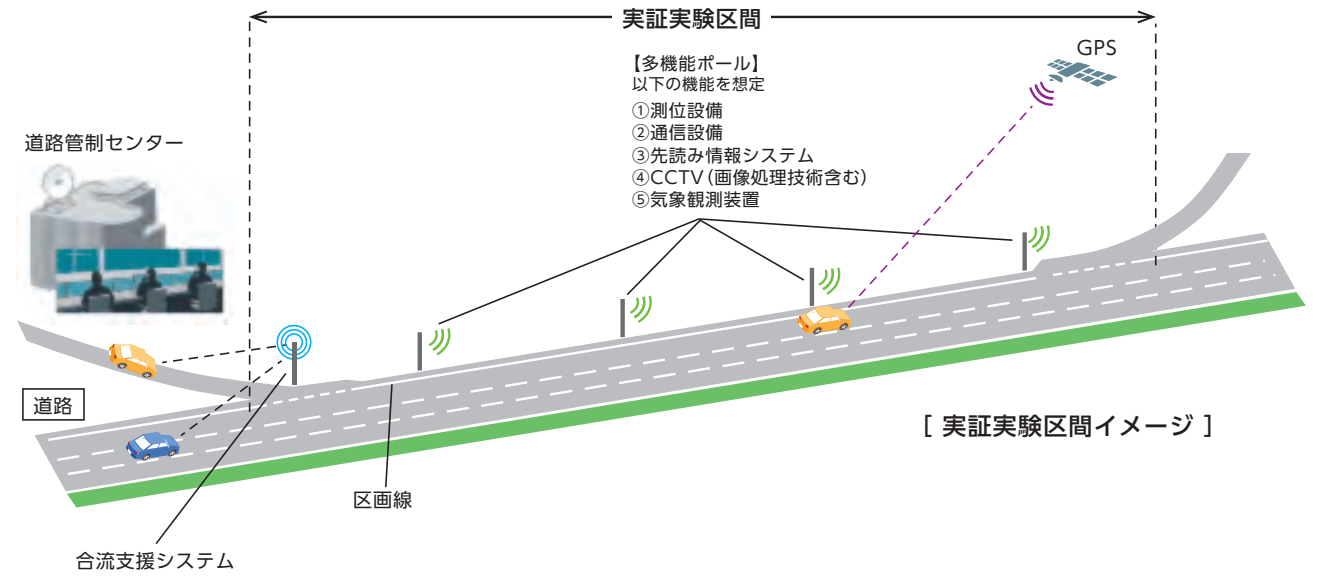 実証実験区間
【多機能ポール】
以下の機能を想定
①測位設備
②通信設備
③先読み情報システム
④CCTV（画像処理技術含む）
⑤気象観測装置
GPS
道路管制センター
道路
[ 実証実験区間イメージ ]
区画線
合流支援システム